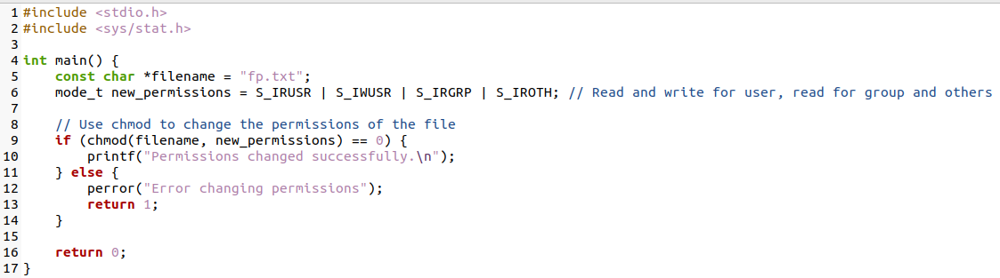 1 #include <stdio.h>
2 #include <sys/stat.h>
3
4 int main() {
5     const char *filename = "fp.txt";
6     mode_t new_permissions = S_IRUSR | S_IWUSR | S_IRGRP | S_IROTH; // Read and write for user, read for group and others
7
8     // Use chmod to change the permissions of the file
9     if (chmod(filename, new_permissions) == 0) {
10         printf("Permissions changed successfully.\n");
11     } else {
12         perror("Error changing permissions");
13         return 1;
14     }
15
16     return 0;
17 }